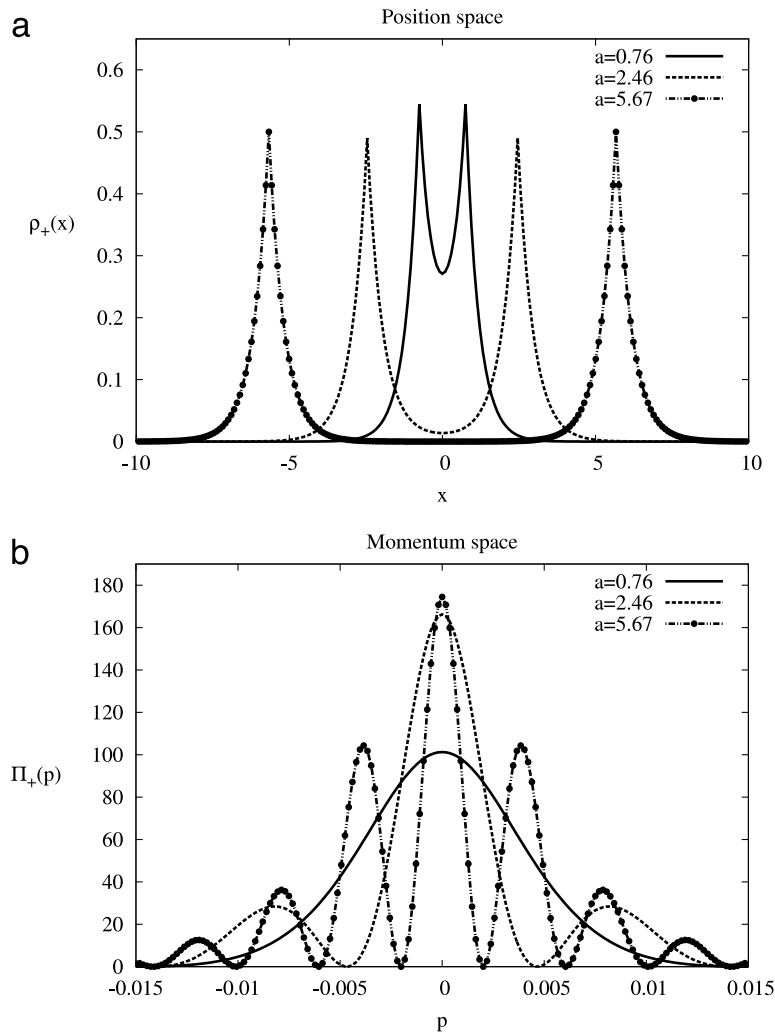 a
Position space
0.6
0.5
0.4
0.3
0.2
0.1
0
ρ₊(x)
a=0.76
a=2.46
a=5.67
-10
-5
0
5
10
x
b
Momentum space
180
160
140
120
100
80
60
40
20
0
Π₊(p)
a=0.76
a=2.46
a=5.67
-0.015
-0.01
-0.005
0
0.005
0.01
0.015
p